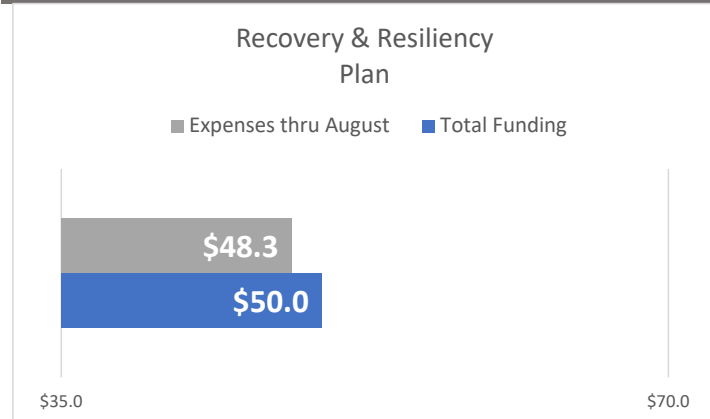 Recovery & Resiliency
Plan
Expenses thru August Total Funding
$48.3
$50.0
$35.0 $70.0